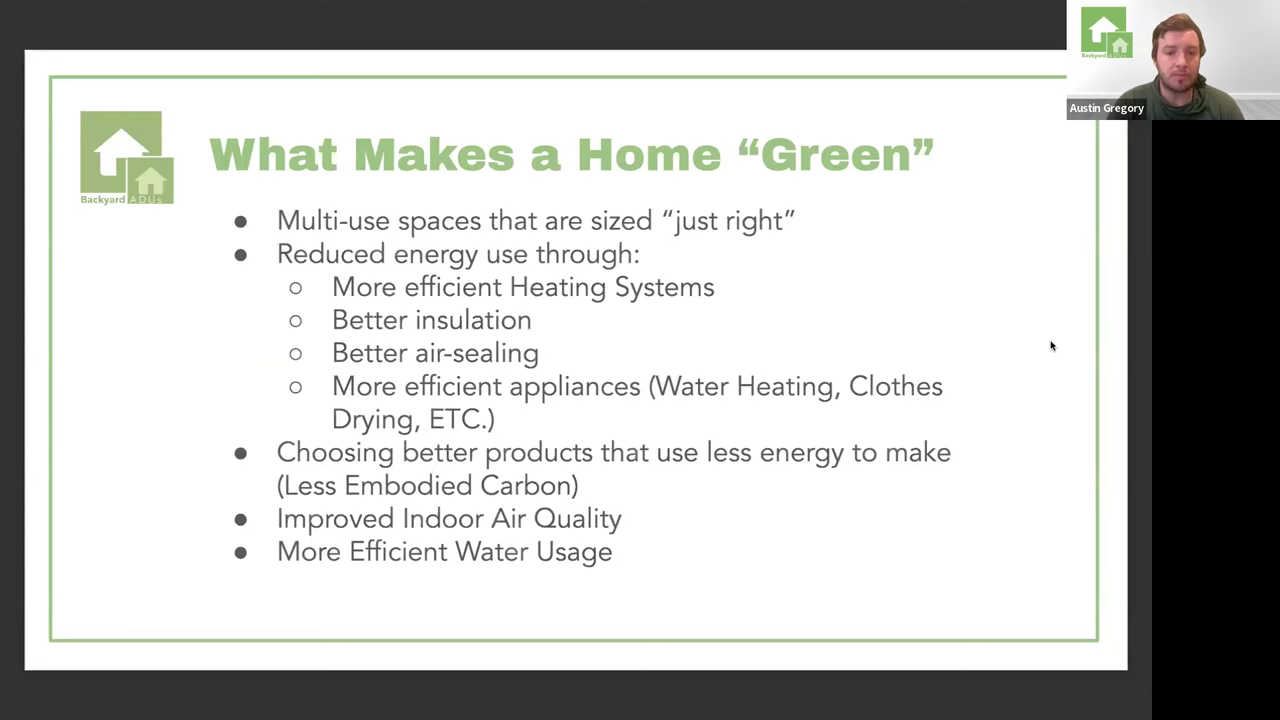 Backyard ADUs
Austin Gregory
Backyard ADUs
What Makes a Home “Green”
● Multi-use spaces that are sized “just right”
● Reduced energy use through:
○ More efficient Heating Systems
○ Better insulation
○ Better air-sealing
○ More efficient appliances (Water Heating, Clothes
Drying, ETC.)
● Choosing better products that use less energy to make
(Less Embodied Carbon)
● Improved Indoor Air Quality
● More Efficient Water Usage